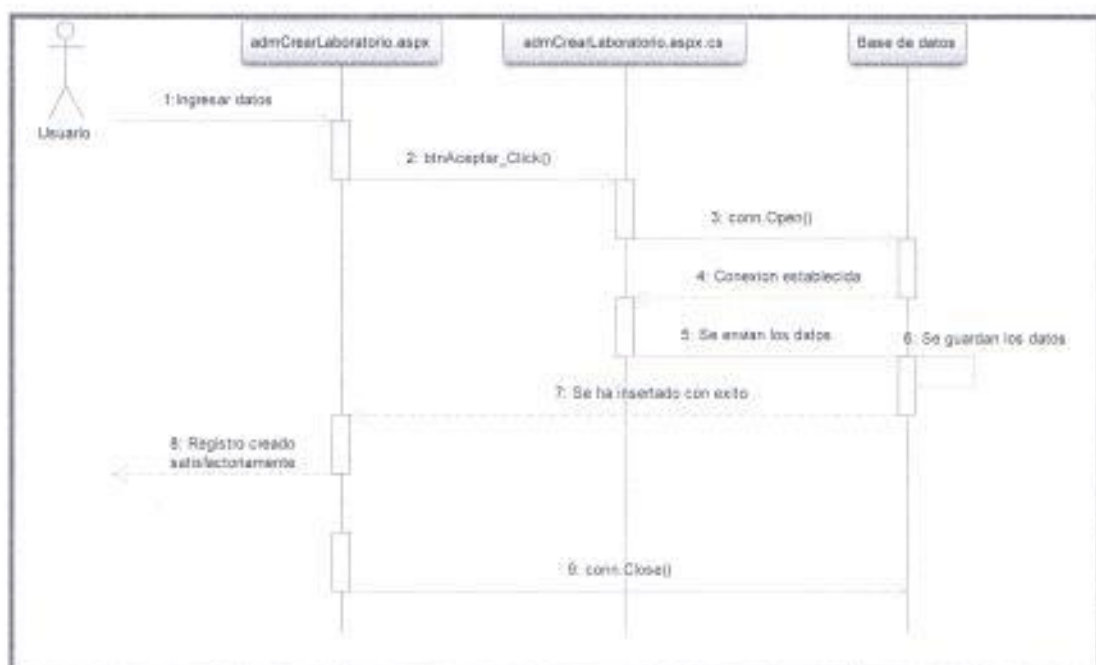 admCrearLaboratorio.aspx
admCrearLaboratorio.aspx.cs
Base de datos
Usuario
1: Ingresar datos
2: btnAceptar_Click()
3: conn.Open()
4: Conexion establecida
5: Se envian los datos
6: Se guardan los datos
7: Se ha insertado con exito
8: Registro creado
satisfactoriamente
9: conn.Close()